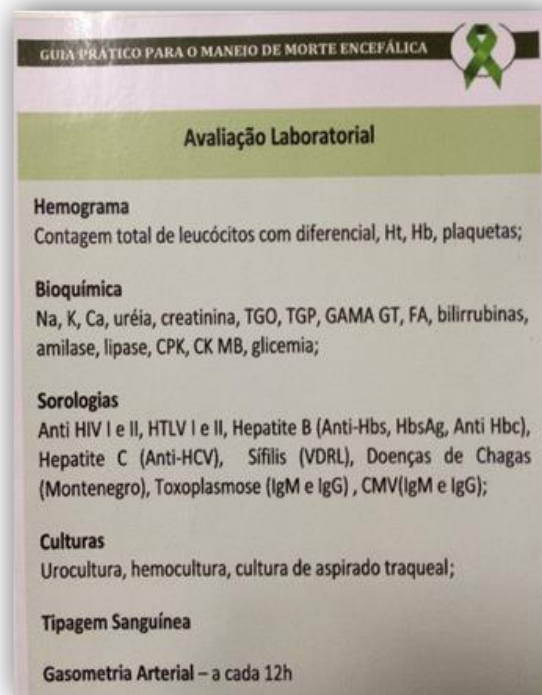 GUIA PRÁTICO PARA O MANEIO DE MORTE ENCEFÁLICA
Avaliação Laboratorial
Hemograma
Contagem total de leucócitos com diferencial, Ht, Hb, plaquetas;
Bioquímica
Na, K, Ca, uréia, creatinina, TGO, TGP, GAMA GT, FA, bilirrubinas,
amilase, lipase, CPK, CK MB, glicemia;
Sorologias
Anti HIV I e II, HTLV I e II, Hepatite B (Anti-Hbs, HbsAg, Anti Hbc),
Hepatite C (Anti-HCV), Sífilis (VDRL), Doenças de Chagas
(Montenegro), Toxoplasmose (IgM e IgG) , CMV(IgM e IgG);
Culturas
Urocultura, hemocultura, cultura de aspirado traqueal;
Tipagem Sanguínea
Gasometria Arterial – a cada 12h